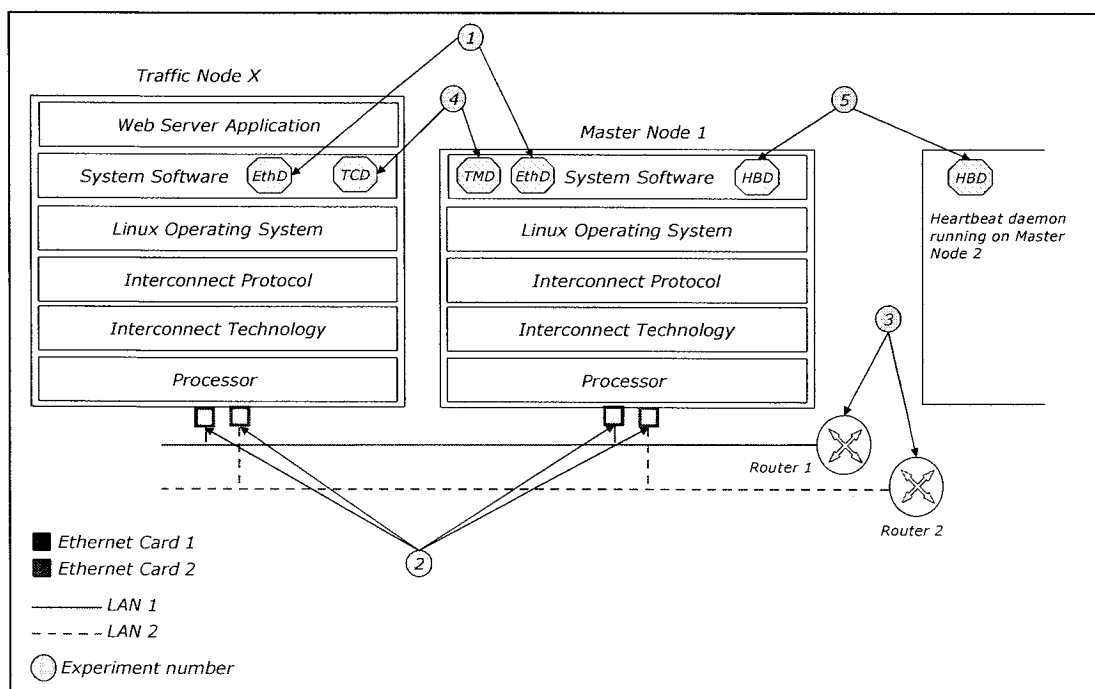 1
Traffic Node X
4
5
Master Node 1
Web Server Application
System Software
EthD
TCD
TMD
EthD
System Software
HBD
HBD
Linux Operating System
Linux Operating System
Heartbeat daemon
running on Master
Node 2
Interconnect Protocol
Interconnect Protocol
Interconnect Technology
Interconnect Technology
3
Processor
Processor
Router 1
Router 2
2
Ethernet Card 1
Ethernet Card 2
LAN 1
LAN 2
Experiment number